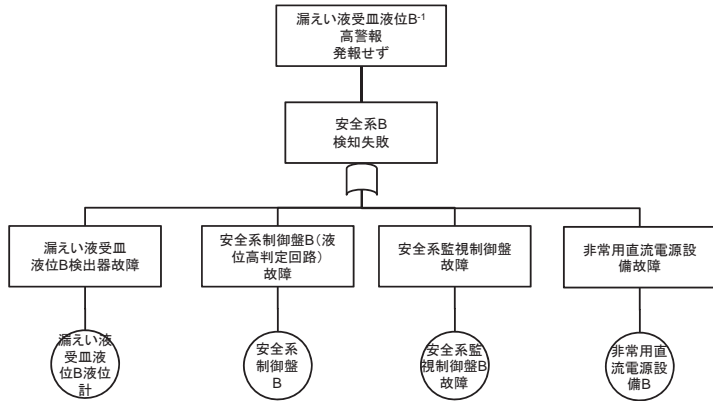 漏えい液受皿液位B-1
高警報
発報せず
安全系B
検知失敗
漏えい液受皿
液位B検出器故障
安全系制御盤B(液
位高判定回路)
故障
安全系監視制御盤
故障
非常用直流電源設
備故障
漏えい液
受皿液
位B液位
計
安全系
制御盤
B
安全系監
視制御盤B
故障
非常用直
流電源設
備B